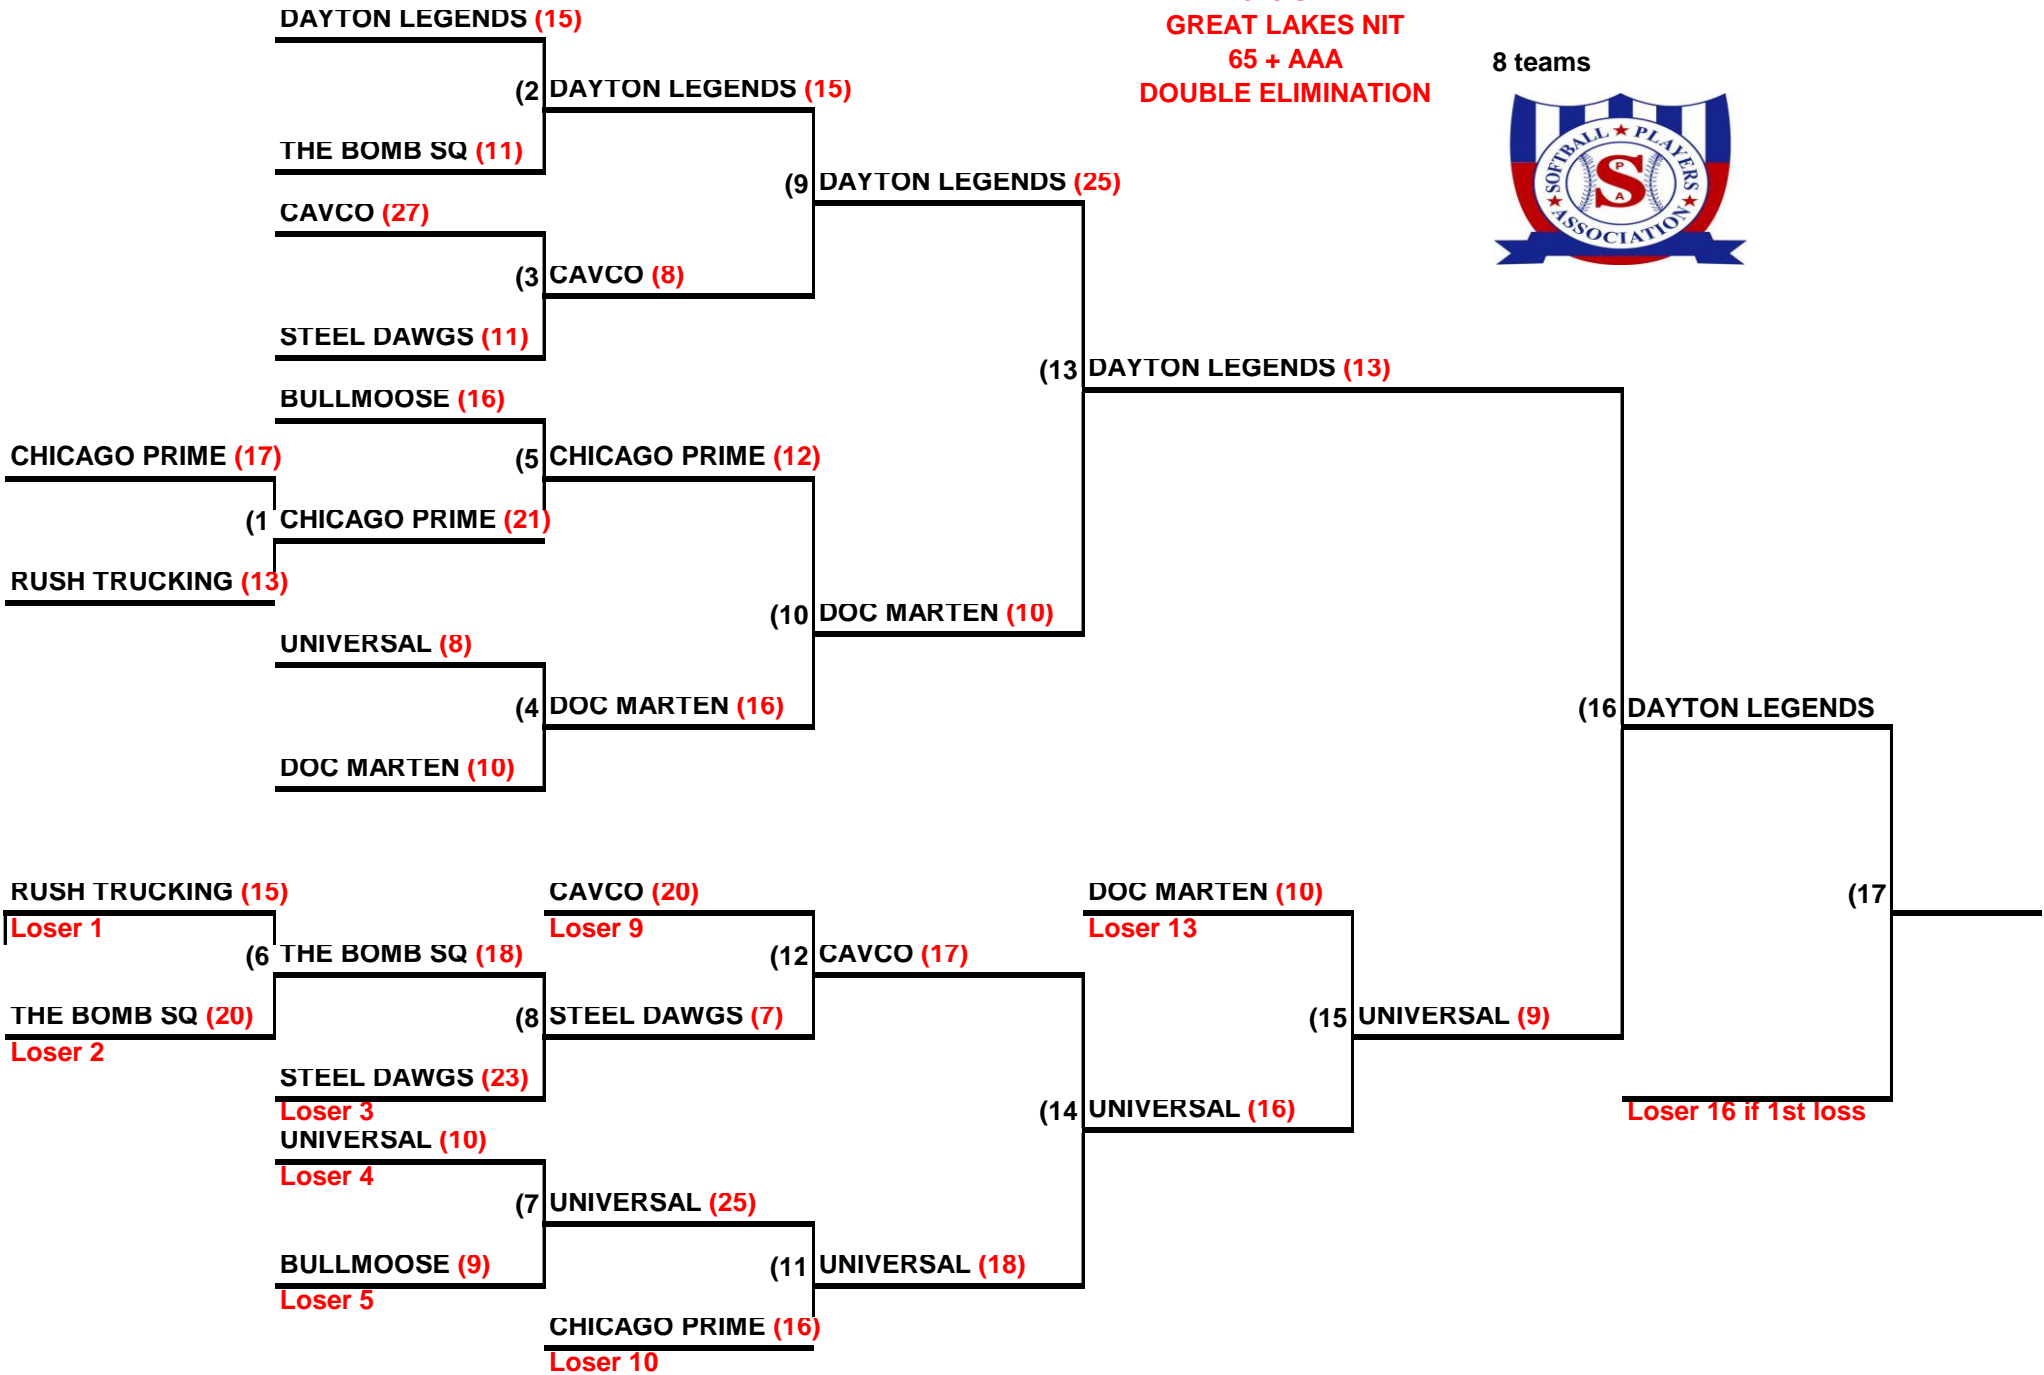 DAYTON LEGENDS (15)
GREAT LAKES NIT
65 + AAA
8 teams
DOUBLE ELIMINATION
(2 DAYTON LEGENDS (15)
THE BOMB SQ (11)
SOFTBALL ★ PLAYERS
★ ASSOCIATION ★
S
P
A
(9 DAYTON LEGENDS (25)
CAVCO (27)
(3 CAVCO (8)
STEEL DAWGS (11)
(13 DAYTON LEGENDS (13)
BULLMOOSE (16)
CHICAGO PRIME (17)
(5 CHICAGO PRIME (12)
(1 CHICAGO PRIME (21)
RUSH TRUCKING (13)
(10 DOC MARTEN (10)
UNIVERSAL (8)
(4 DOC MARTEN (16)
(16 DAYTON LEGENDS
DOC MARTEN (10)
RUSH TRUCKING (15)
Loser 1
CAVCO (20)
Loser 9
DOC MARTEN (10)
Loser 13
(17
(6 THE BOMB SQ (18)
(12 CAVCO (17)
THE BOMB SQ (20)
Loser 2
(8 STEEL DAWGS (7)
(15 UNIVERSAL (9)
STEEL DAWGS (23)
Loser 3
(14 UNIVERSAL (16)
Loser 16 if 1st loss
UNIVERSAL (10)
Loser 4
(7 UNIVERSAL (25)
BULLMOOSE (9)
Loser 5
(11 UNIVERSAL (18)
CHICAGO PRIME (16)
Loser 10